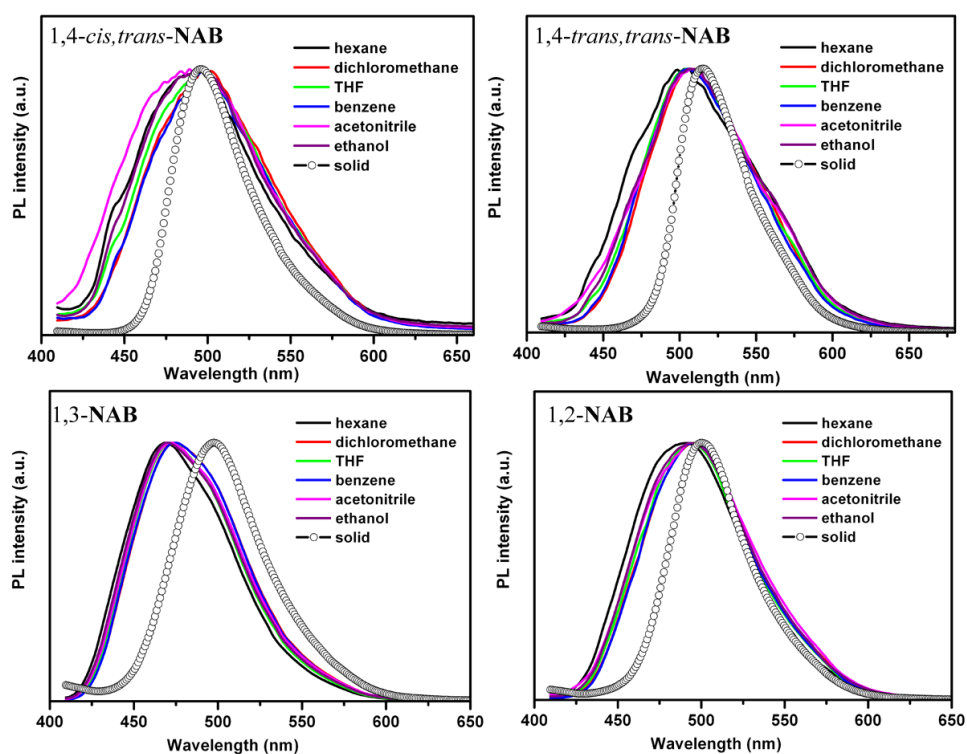 1,4-cis,trans-NAB
hexane
dichloromethane
THF
benzene
acetonitrile
ethanol
solid
PL intensity (a.u.)
400 450 500 550 600 650
Wavelength (nm)
1,4-trans,trans-NAB
hexane
dichloromethane
THF
benzene
acetonitrile
ethanol
solid
PL intensity (a.u.)
400 450 500 550 600 650
Wavelength (nm)
1,3-NAB
hexane
dichloromethane
THF
benzene
acetonitrile
ethanol
solid
PL intensity (a.u.)
400 450 500 550 600 650
Wavelength (nm)
1,2-NAB
hexane
dichloromethane
THF
benzene
acetonitrile
ethanol
solid
PL intensity (a.u.)
400 450 500 550 600 650
Wavelength (nm)